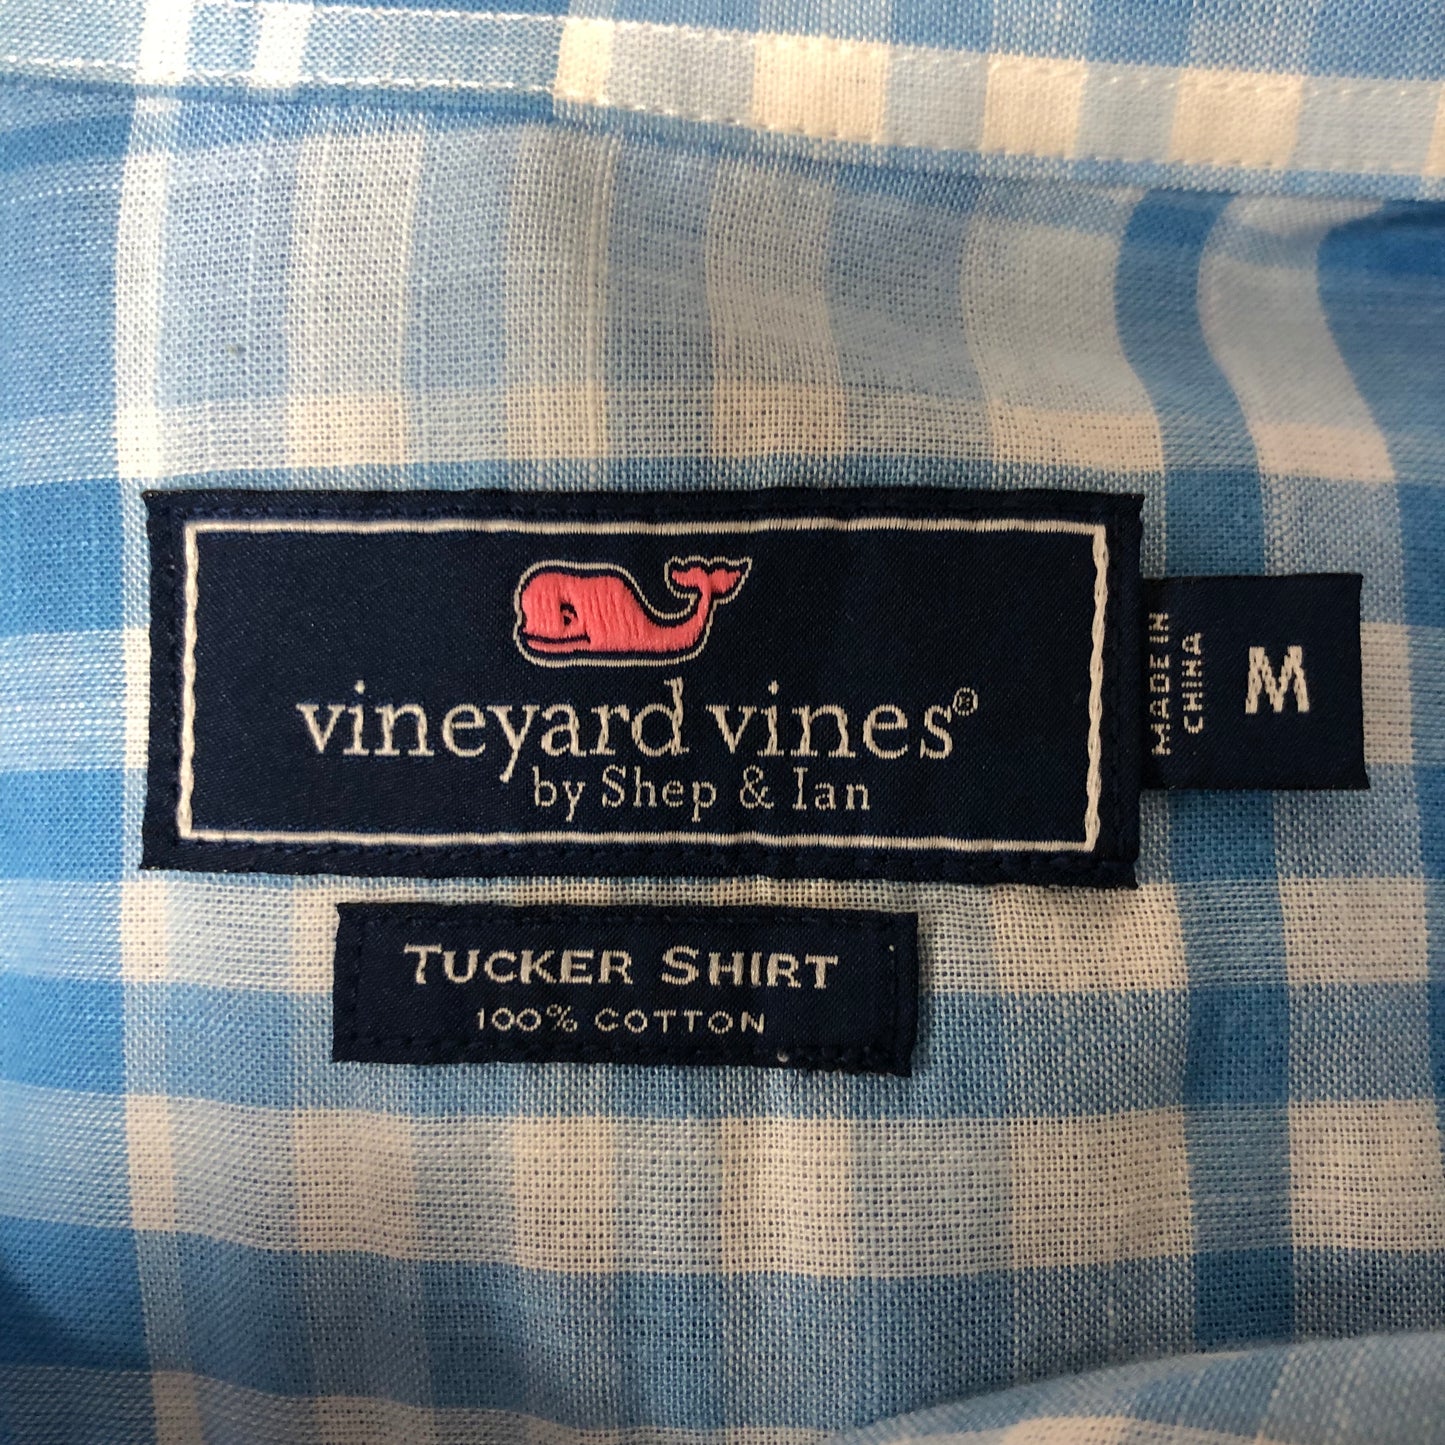 vineyard vines®
by Shep & Ian
MADE IN
CHINA
M
TUCKER SHIRT
100% COTTON